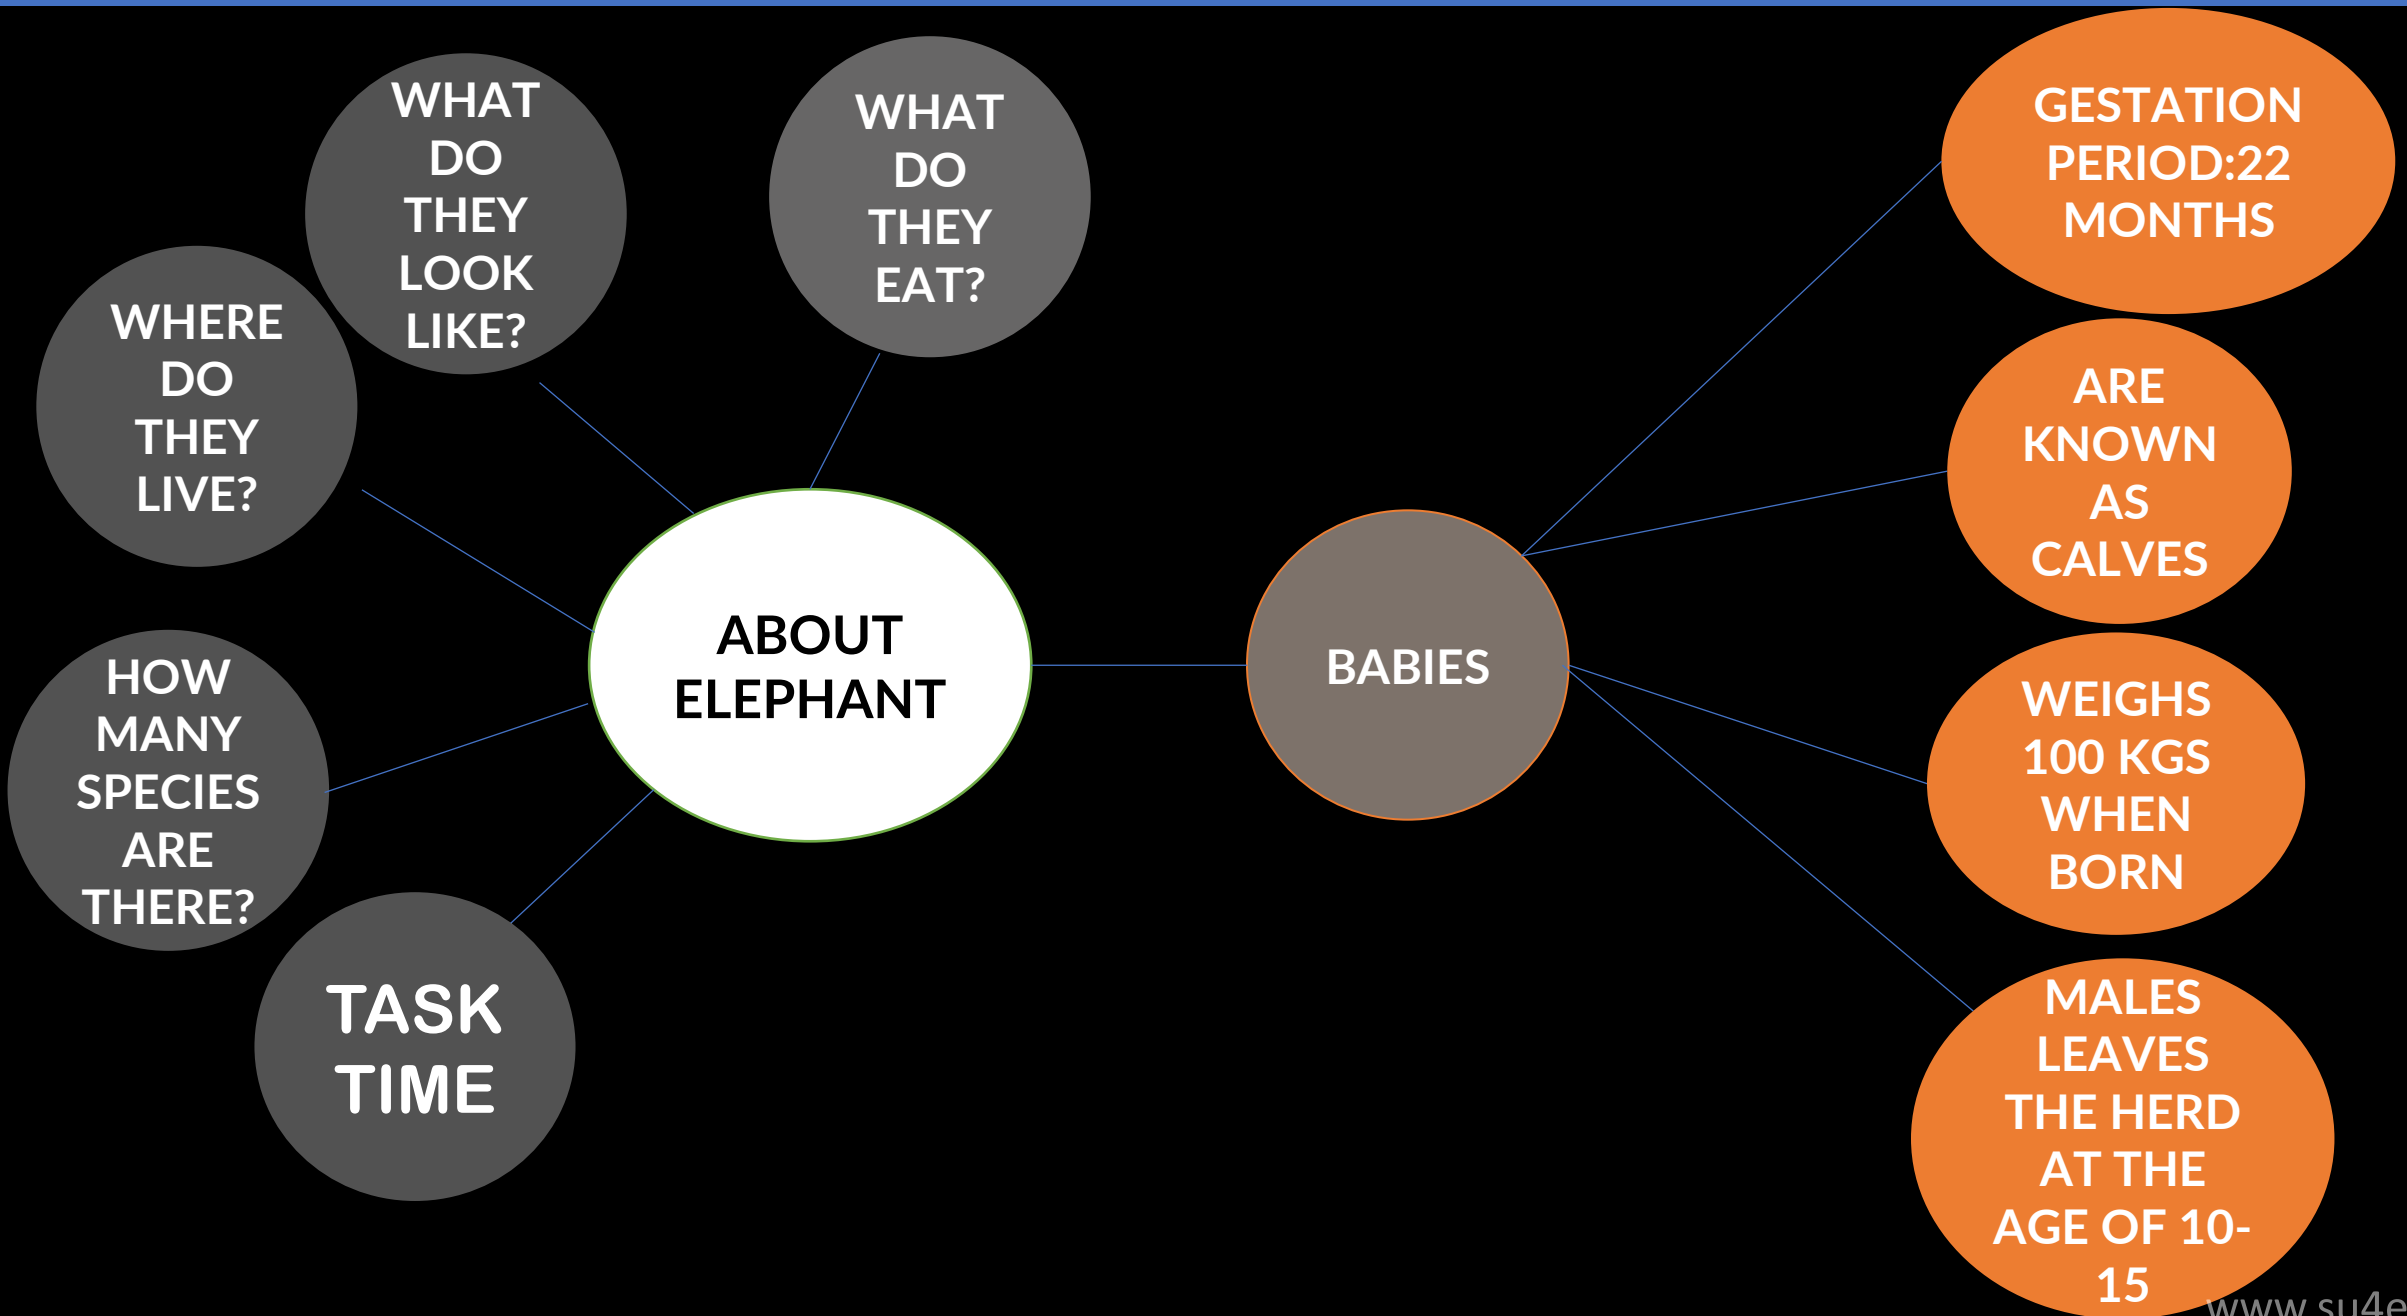 WHAT
DO
THEY
LOOK
LIKE?
WHAT
DO
THEY
EAT?
WHERE
DO
THEY
LIVE?
HOW
MANY
SPECIES
ARE
THERE?
TASK
TIME
ABOUT
ELEPHANT
BABIES
GESTATION
PERIOD:22
MONTHS
ARE
KNOWN
AS
CALVES
WEIGHS
100 KGS
WHEN
BORN
MALES
LEAVES
THE HERD
AT THE
AGE OF 10-
15
www.su4e